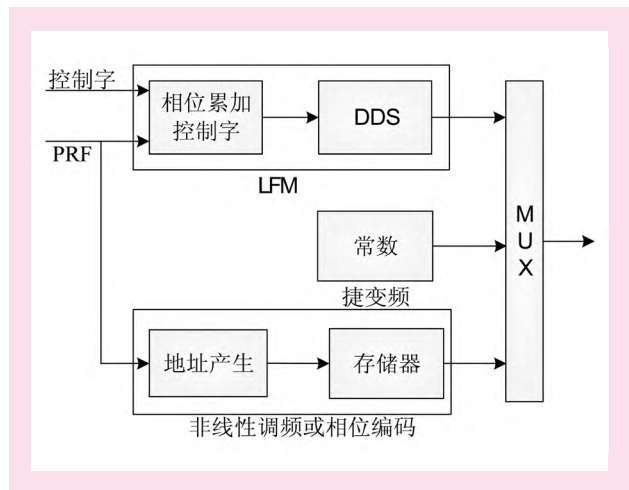 控制字
相位累加
控制字
DDS
PRF
LFM
常数
捷变频
M
U
X
地址产生
存储器
非线性调频或相位编码